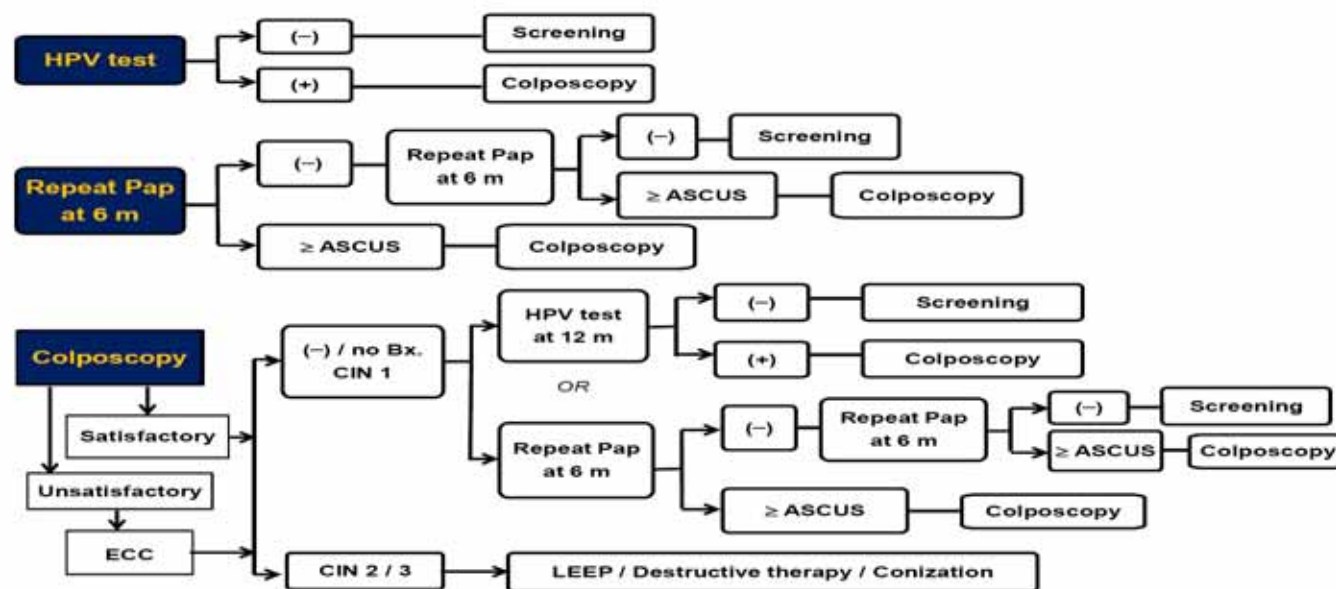 HPV test
(–)
Screening
(+)
Colposcopy
Repeat Pap
at 6 m
(–)
Repeat Pap
at 6 m
(–)
Screening
≥ ASCUS
Colposcopy
≥ ASCUS
Colposcopy
Colposcopy
Satisfactory
Unsatisfactory
ECC
(–) / no Bx.
CIN 1
HPV test
at 12 m
(–)
Screening
(+)
Colposcopy
OR
Repeat Pap
at 6 m
(–)
Repeat Pap
at 6 m
(–)
Screening
≥ ASCUS
Colposcopy
≥ ASCUS
Colposcopy
CIN 2 / 3
LEEP / Destructive therapy / Conization